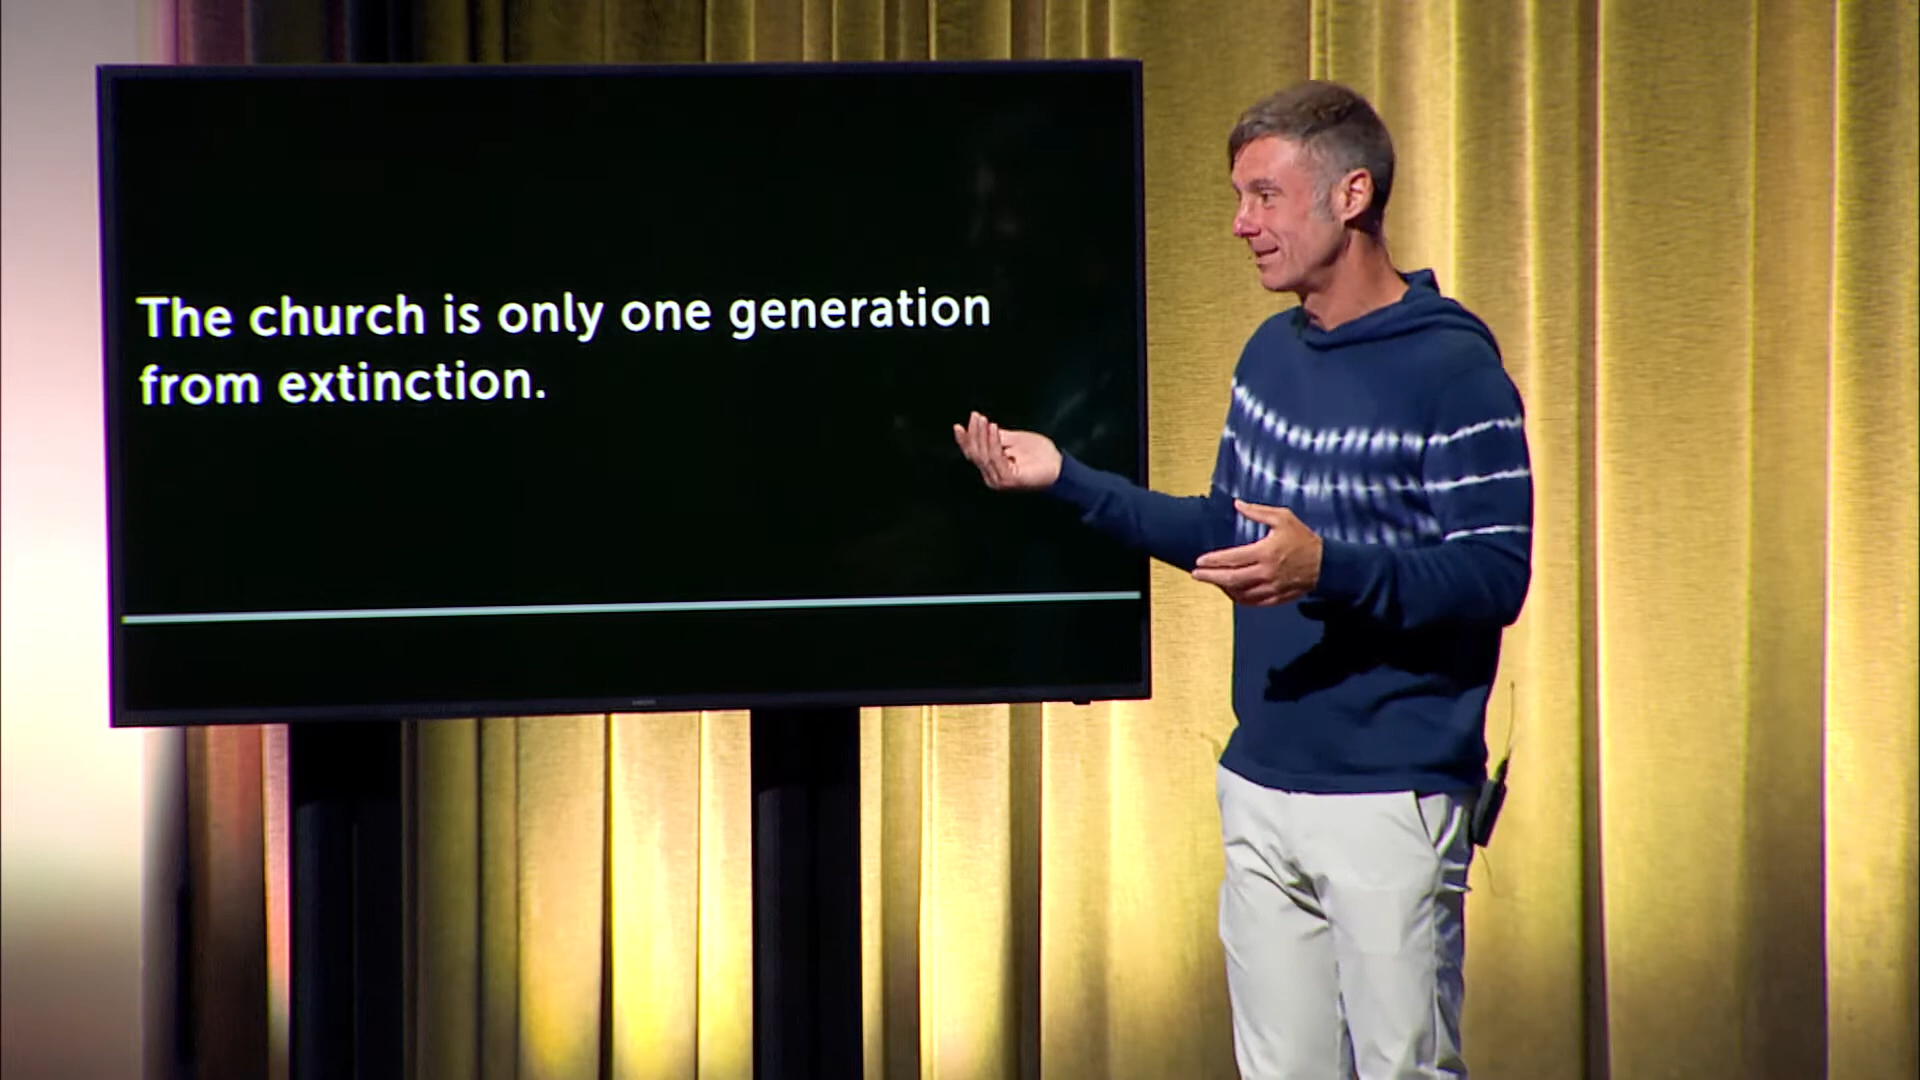 The church is only one generation
from extinction.